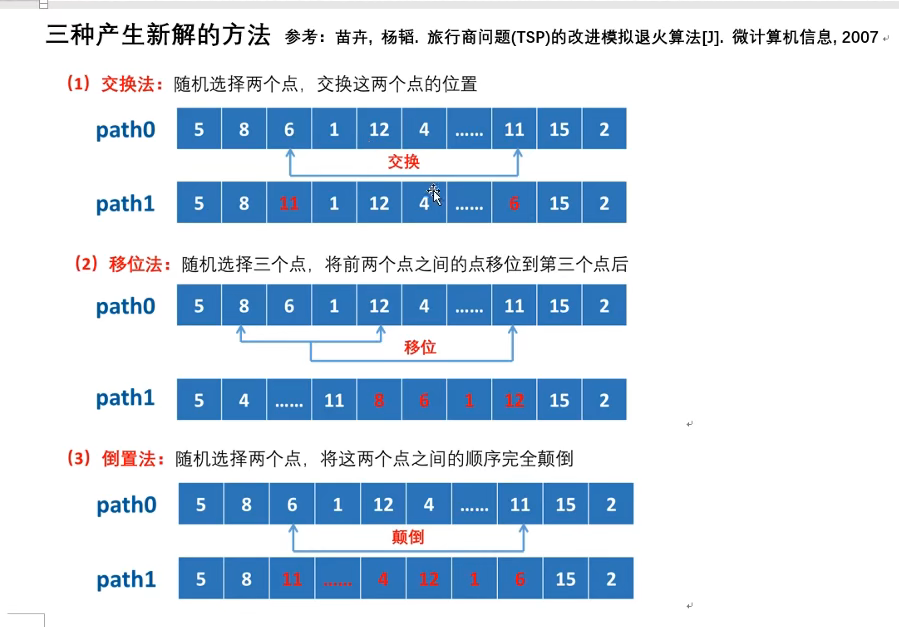 三种产生新解的方法 参考：苗卉, 杨韬. 旅行商问题(TSP)的改进模拟退火算法[J]. 微计算机信息, 2007
（1）交换法：随机选择两个点，交换这两个点的位置
path0 5 8 6 1 12 4 …… 11 15 2
交换
path1 5 8 11 1 12 4 …… 6 15 2
（2）移位法：随机选择三个点，将前两个点之间的点移位到第三个点后
path0 5 8 6 1 12 4 …… 11 15 2
移位
path1 5 4 …… 11 8 6 1 12 15 2
（3）倒置法：随机选择两个点，将这两个点之间的顺序完全颠倒
path0 5 8 6 1 12 4 …… 11 15 2
颠倒
path1 5 8 11 …… 4 12 1 6 15 2